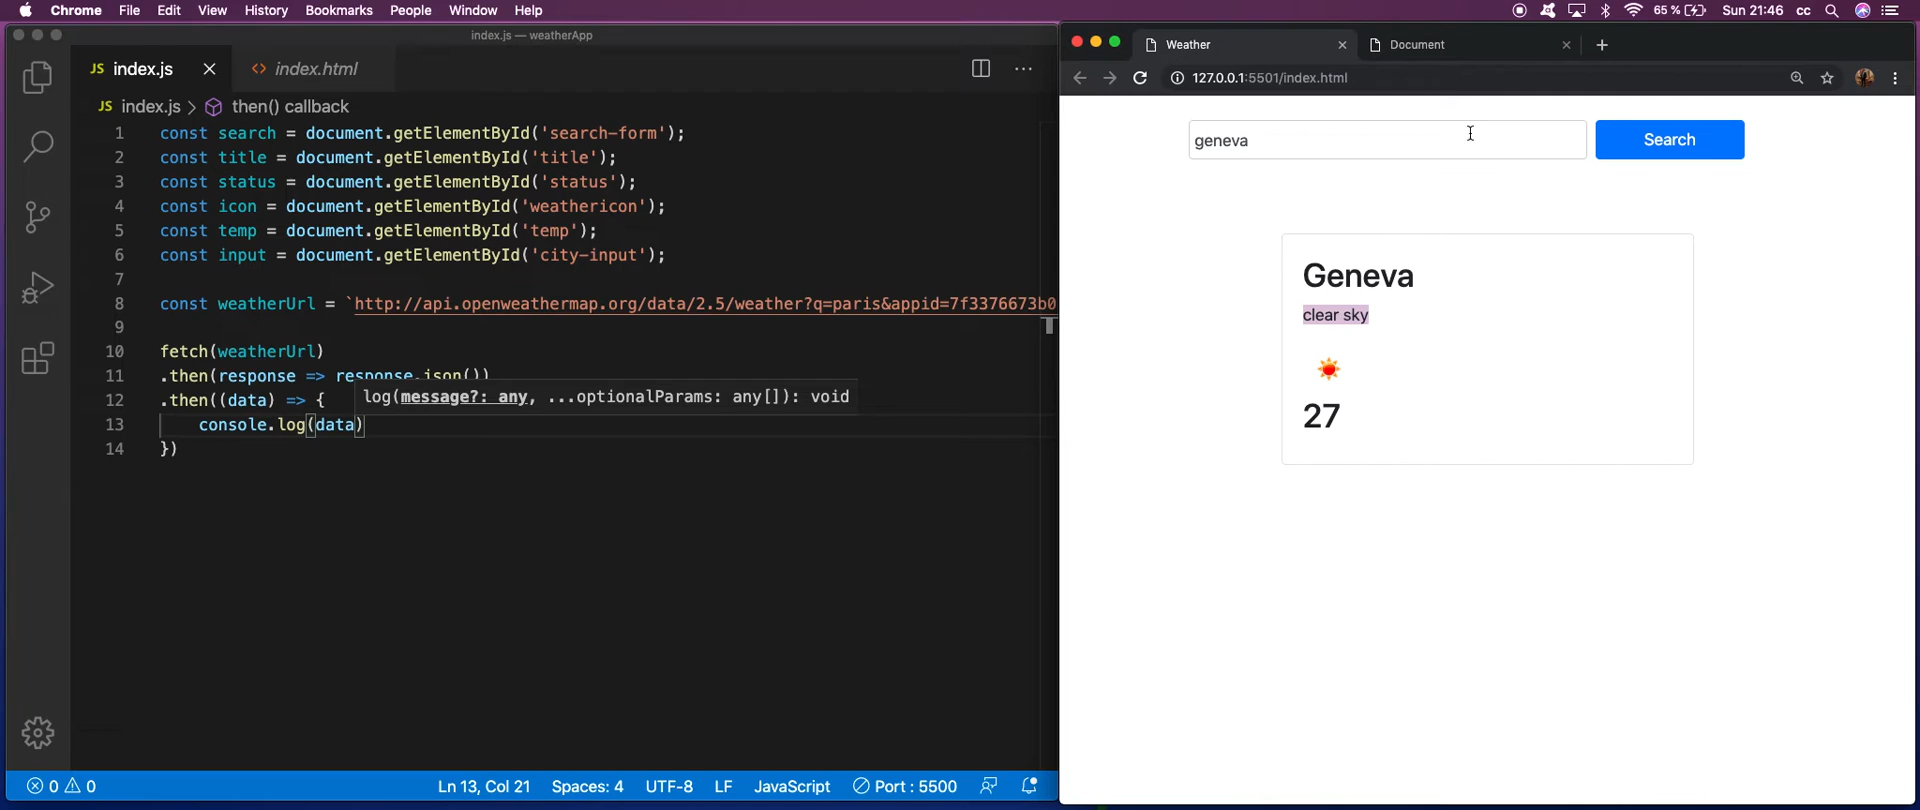 Chrome File Edit View History Bookmarks People Window Help 65 % Sun 21:46 cc
index.js — weatherApp
JS index.js <> index.html ...
JS index.js > then() callback
1 const search = document.getElementById('search-form');
2 const title = document.getElementById('title');
3 const status = document.getElementById('status');
4 const icon = document.getElementById('weathericon');
5 const temp = document.getElementById('temp');
6 const input = document.getElementById('city-input');
7
8 const weatherUrl = `http://api.openweathermap.org/data/2.5/weather?q=paris&appid=7f3376673b0
9
10 fetch(weatherUrl)
11 .then(response => response.json())
log(message?: any, ...optionalParams: any[]): void
12 .then((data) => {
13 console.log(data)
14 })
0 0 Ln 13, Col 21 Spaces: 4 UTF-8 LF JavaScript Port : 5500
Weather Document
127.0.0.1:5501/index.html
geneva Search
Geneva
clear sky
27